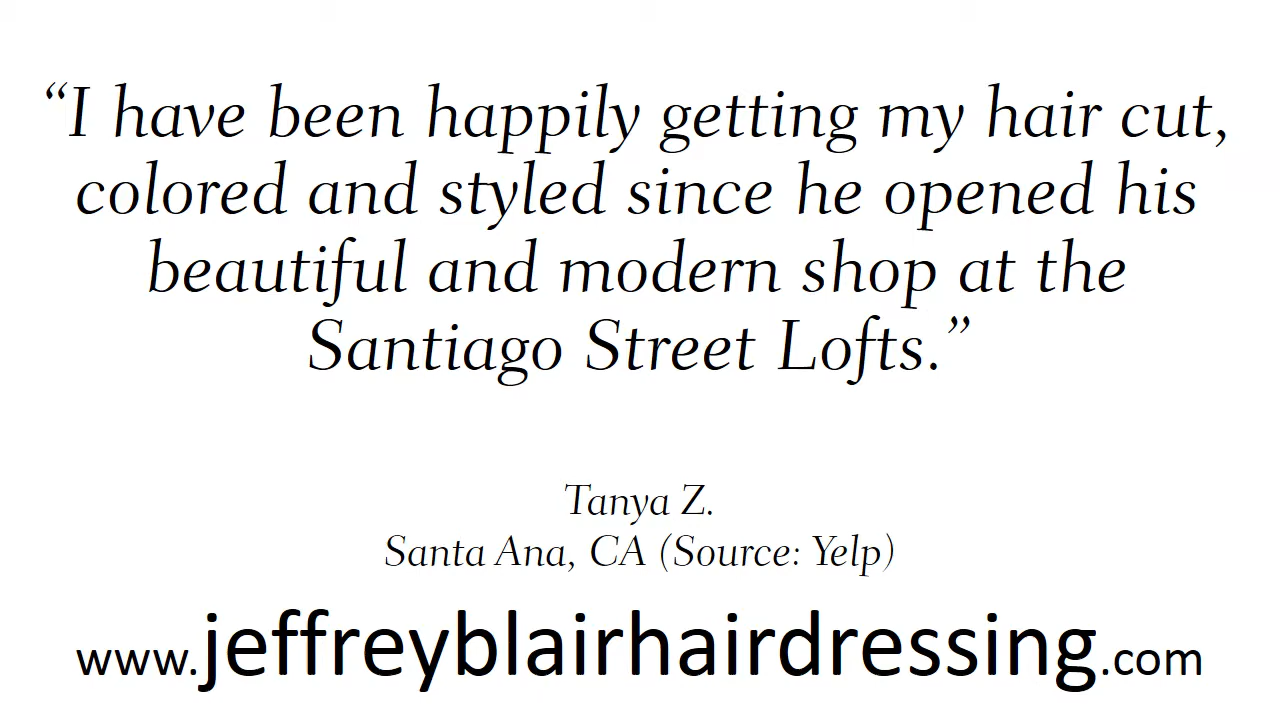 “I have been happily getting my hair cut,
colored and styled since he opened his
beautiful and modern shop at the
Santiago Street Lofts.”
Tanya Z.
Santa Ana, CA (Source: Yelp)
www.jeffreyblairhairdressing.com